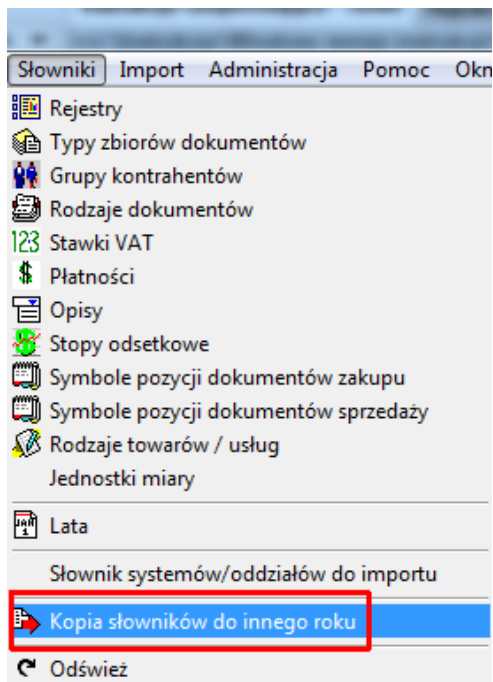 Słowniki Import Administracja Pomoc Okn
Rejestry
Typy zbiorów dokumentów
Grupy kontrahentów
Rodzaje dokumentów
123 Stawki VAT
$ Płatności
Opisy
Stopy odsetkowe
Symbole pozycji dokumentów zakupu
Symbole pozycji dokumentów sprzedaży
Rodzaje towarów / usług
Jednostki miary
Lata
Słownik systemów/oddziałów do importu
Kopia słowników do innego roku
Odśwież